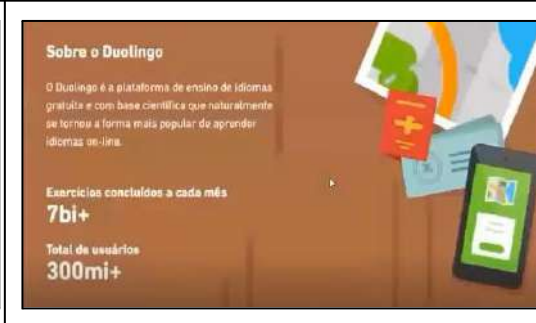 Sobre o Duolingo
O Duolingo é a plataforma de ensino de idiomas
gratuita e com base científica que naturalmente
se tornou a forma mais popular de aprender
idiomas on-line.
Exercícios concluídos a cada mês
7bi+
Total de usuários
300mi+